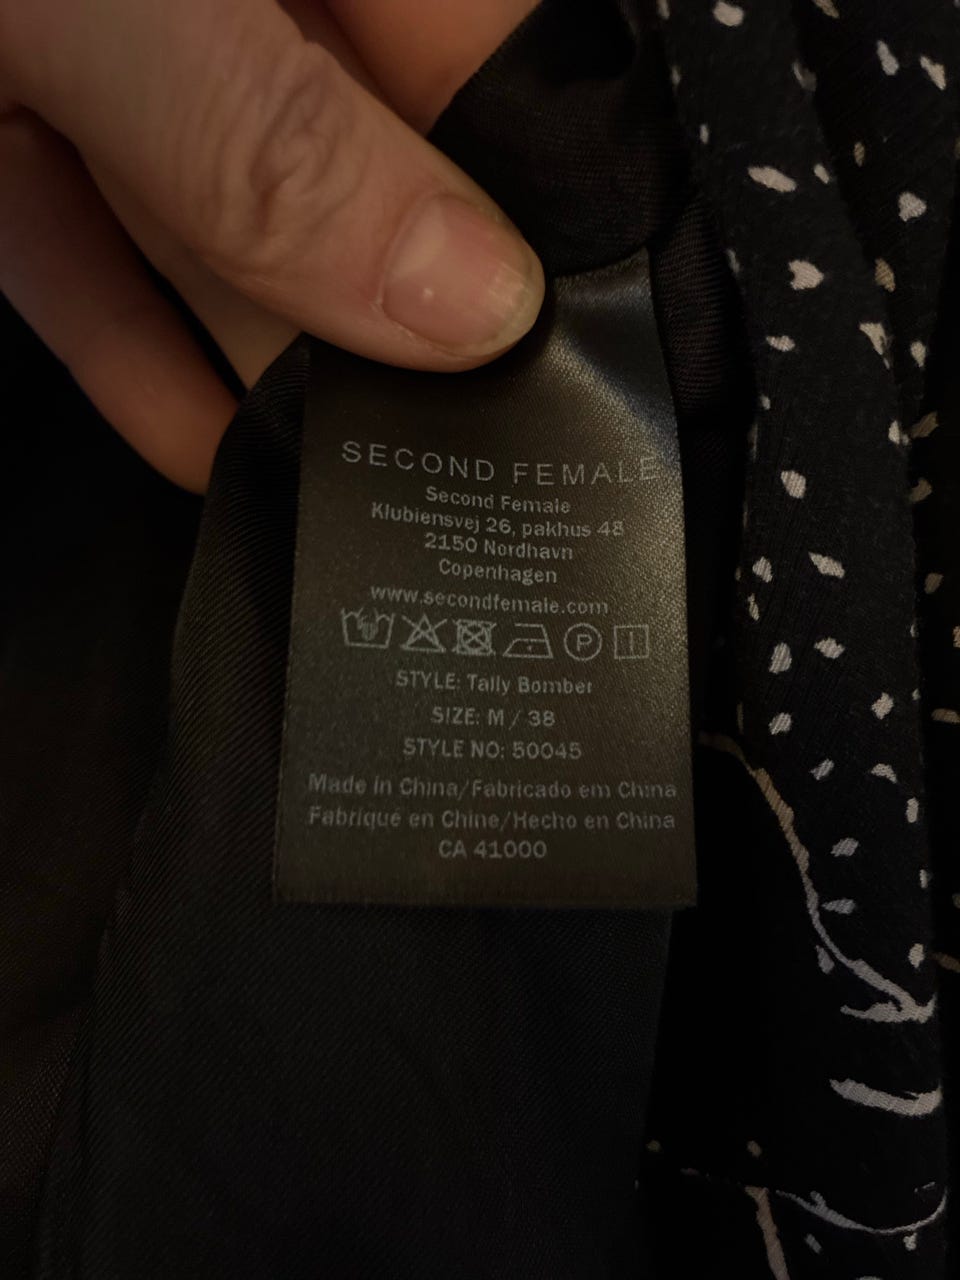 SECOND FEMALE
Second Female
Klubiensvej 26, pakhus 48
2150 Nordhavn
Copenhagen
www.secondfemale.com
P
STYLE: Tally Bomber
SIZE: M / 38
STYLE NO: 50045
Made in China/Fabricado em China
Fabriqué en Chine/Hecho en China
CA 41000